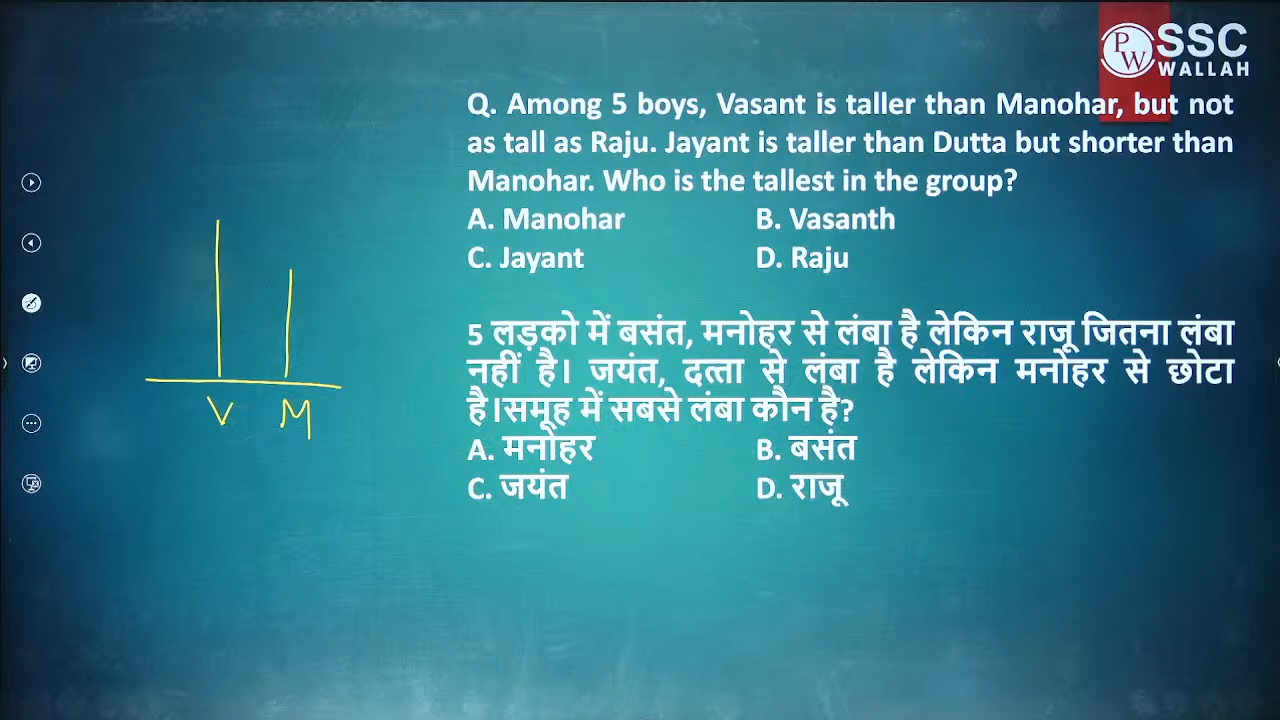 PW SSC
WALLAH
Q. Among 5 boys, Vasant is taller than Manohar, but not
as tall as Raju. Jayant is taller than Dutta but shorter than
Manohar. Who is the tallest in the group?
A. Manohar B. Vasanth
C. Jayant D. Raju
5 लड़को में बसंत, मनोहर से लंबा है लेकिन राजू जितना लंबा
नहीं है। जयंत, दत्ता से लंबा है लेकिन मनोहर से छोटा
है।समूह में सबसे लंबा कौन है?
A. मनोहर B. बसंत
C. जयंत D. राजू
V M